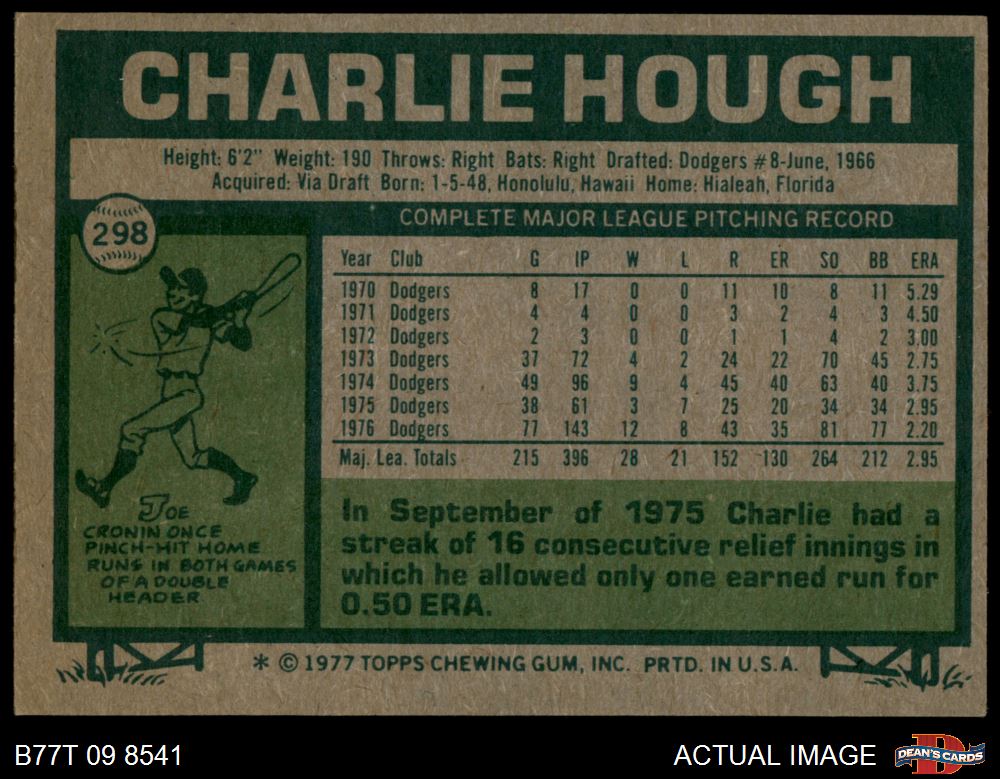 CHARLIE HOUGH
Height: 6'2" Weight: 190 Throws: Right Bats: Right Drafted: Dodgers #8-June, 1966
Acquired: Via Draft Born: 1-5-48, Honolulu, Hawaii Home: Hialeah, Florida
298
COMPLETE MAJOR LEAGUE PITCHING RECORD
Year Club G IP W L R ER SO BB ERA
1970 Dodgers 8 17 0 0 11 10 8 11 5.29
1971 Dodgers 4 4 0 0 3 2 4 3 4.50
1972 Dodgers 2 3 0 0 1 1 4 2 3.00
1973 Dodgers 37 72 4 2 24 22 70 45 2.75
1974 Dodgers 49 96 9 4 45 40 63 40 3.75
1975 Dodgers 38 61 3 7 25 20 34 34 2.95
1976 Dodgers 77 143 12 8 43 35 81 77 2.20
Maj. Lea. Totals 215 396 28 21 152 130 264 212 2.95
JOE
CRONIN ONCE
PINCH-HIT HOME
RUNS IN BOTH GAMES
OF A DOUBLE
HEADER
In September of 1975 Charlie had a
streak of 16 consecutive relief innings in
which he allowed only one earned run for
0.50 ERA.
* © 1977 TOPPS CHEWING GUM, INC. PRTD. IN U.S.A.
B77T 09 8541
ACTUAL IMAGE
DEAN'S CARDS